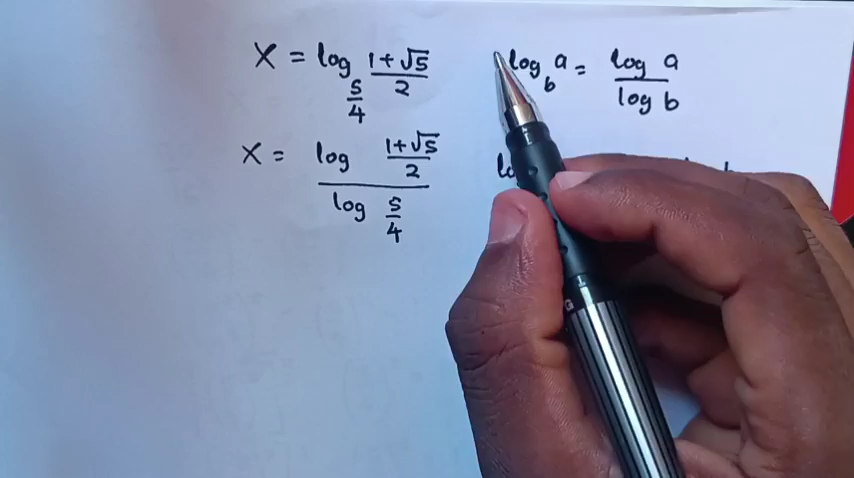 X = log_{5/4} (1+√5)/2
log_b a = log a / log b
X = log (1+√5)/2 / log 5/4